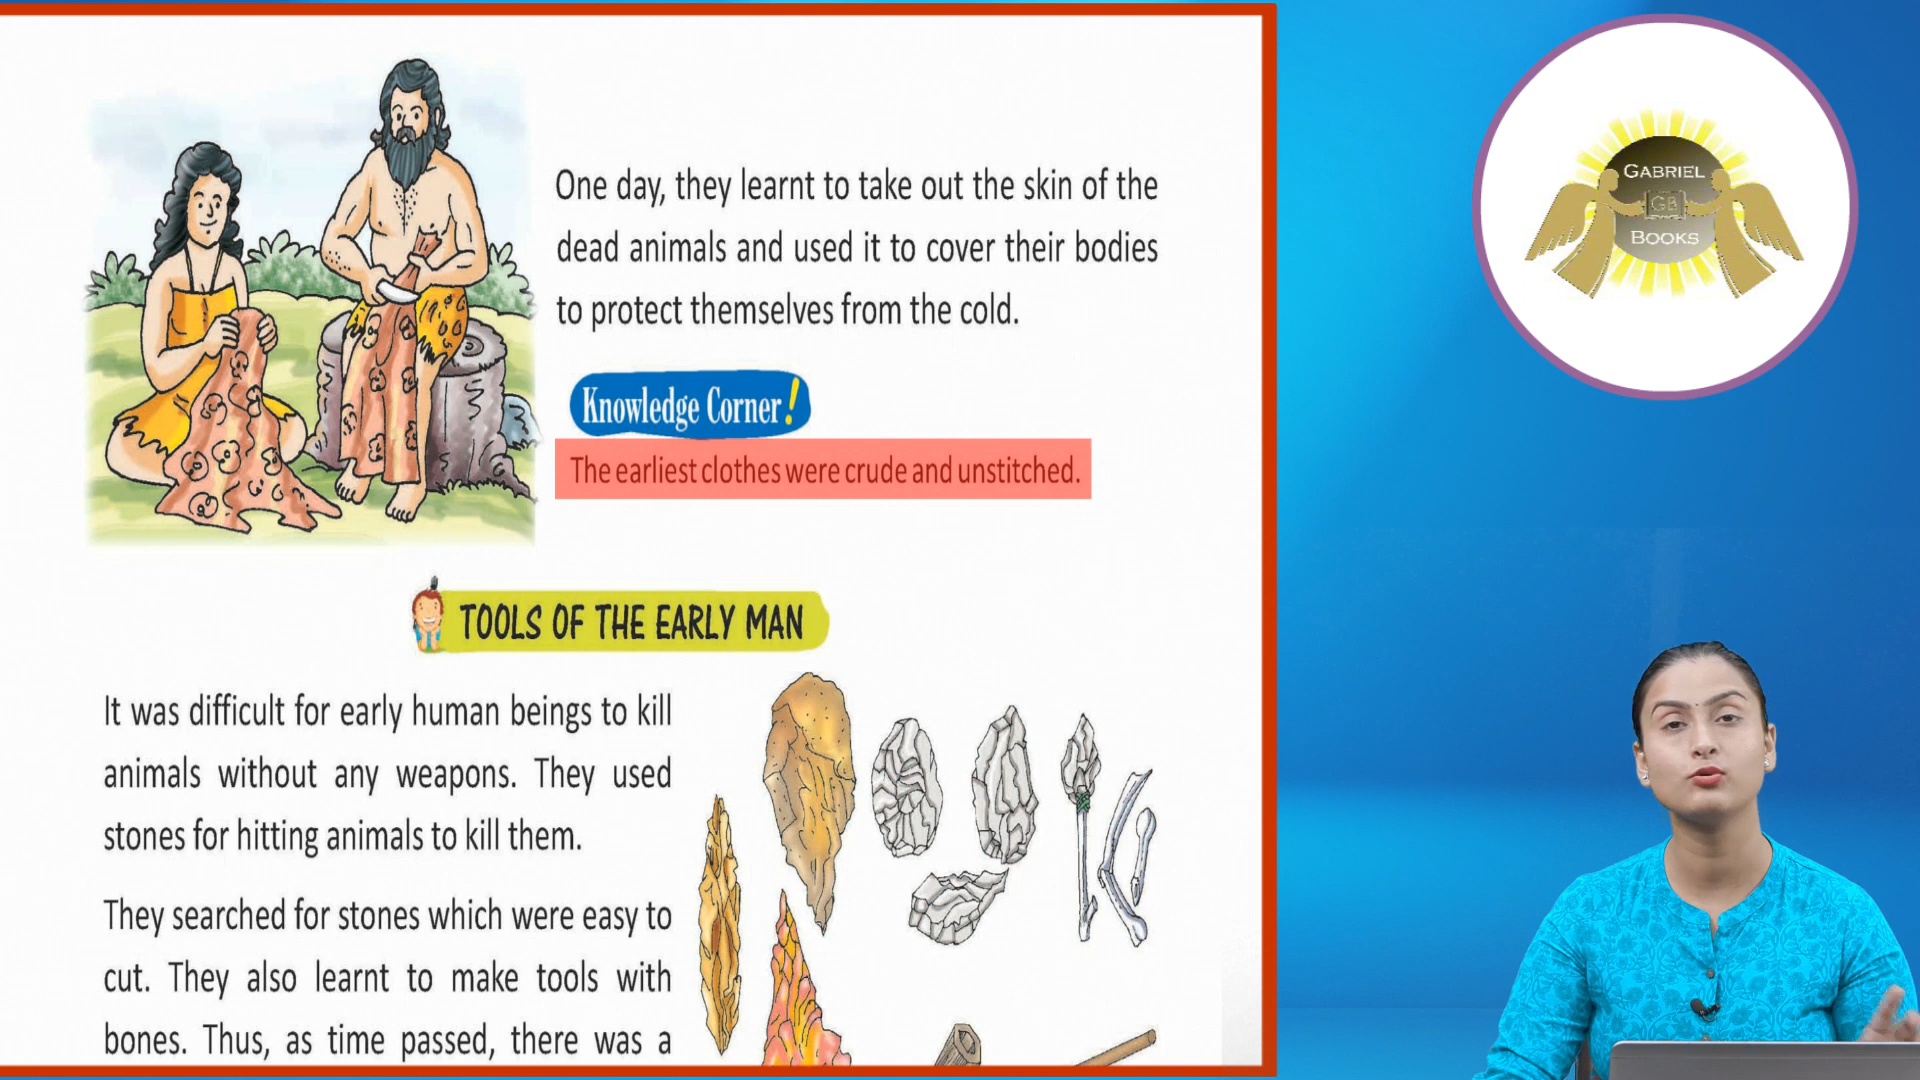 One day, they learnt to take out the skin of the
dead animals and used it to cover their bodies
to protect themselves from the cold.
Knowledge Corner!
The earliest clothes were crude and unstitched.
TOOLS OF THE EARLY MAN
It was difficult for early human beings to kill
animals without any weapons. They used
stones for hitting animals to kill them.
They searched for stones which were easy to
cut. They also learnt to make tools with
bones. Thus, as time passed, there was a
GABRIEL
GB
BOOKS